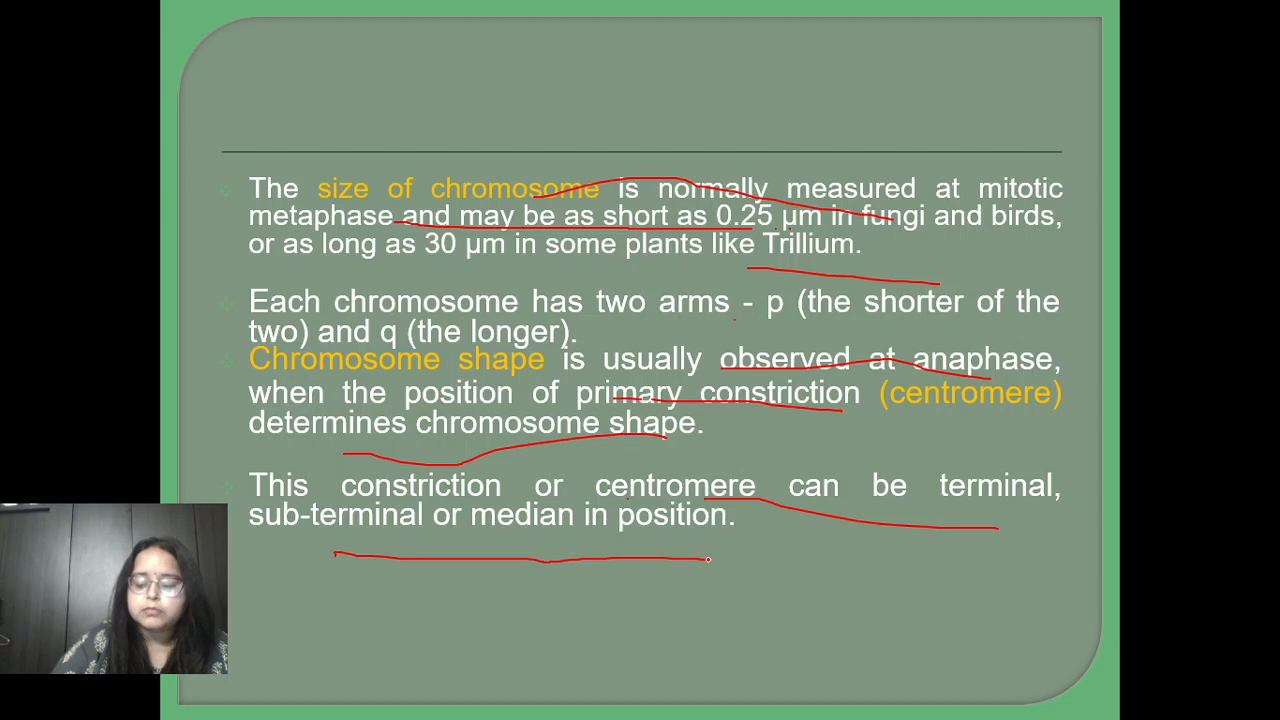 The size of chromosome is normally measured at mitotic
metaphase and may be as short as 0.25 µm in fungi and birds,
or as long as 30 µm in some plants like Trillium.
Each chromosome has two arms - p (the shorter of the
two) and q (the longer).
Chromosome shape is usually observed at anaphase,
when the position of primary constriction (centromere)
determines chromosome shape.
This constriction or centromere can be terminal,
sub-terminal or median in position.